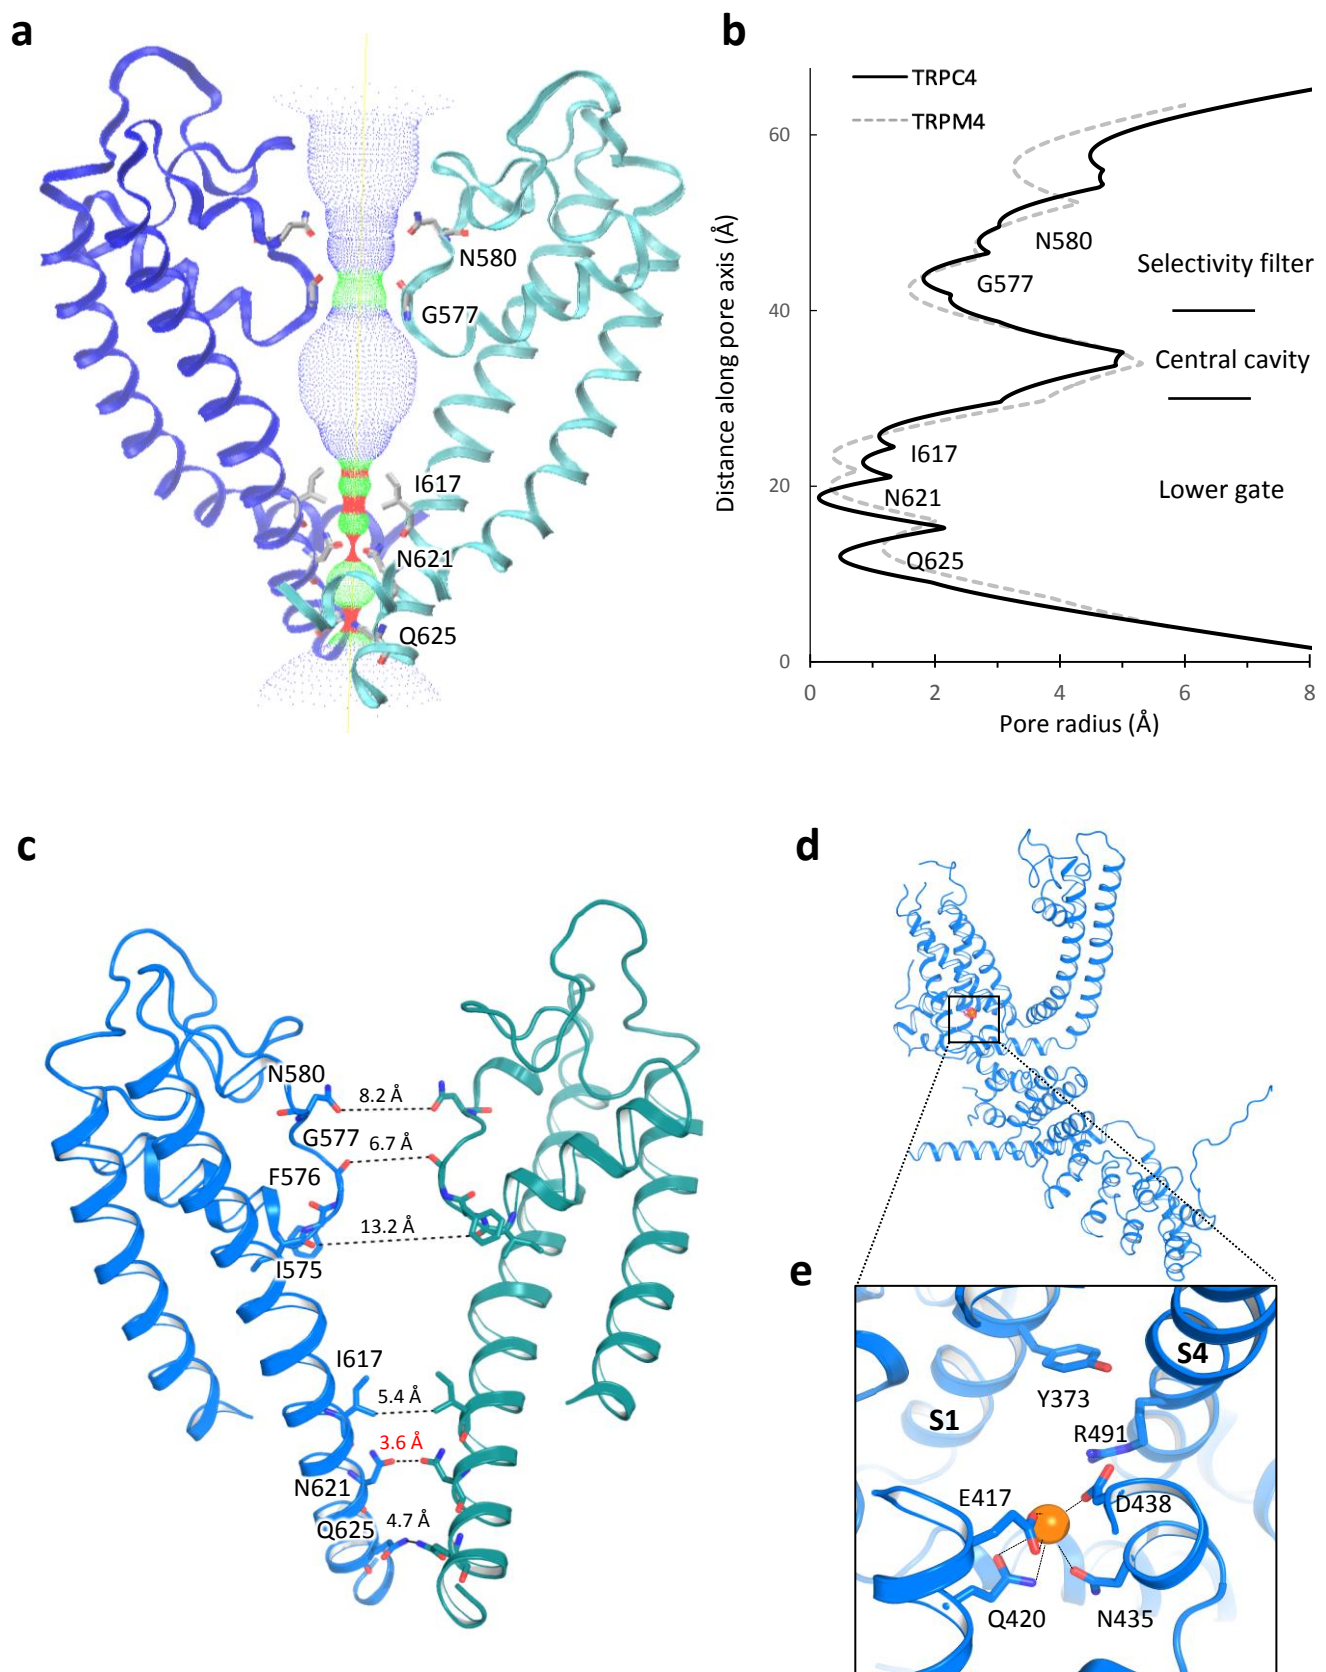 a
N580
G577
I617
N621
Q625
b
TRPC4
TRPM4
60
40
20
0
0 2 4 6 8
Distance along pore axis (Å)
Pore radius (Å)
N580
G577
I617
N621
Q625
Selectivity filter
Central cavity
Lower gate
c
N580
8.2 Å
G577
6.7 Å
F576
13.2 Å
I575
I617
5.4 Å
3.6 Å
N621
Q625
4.7 Å
d
e
S4
Y373
S1
R491
E417
D438
Q420
N435